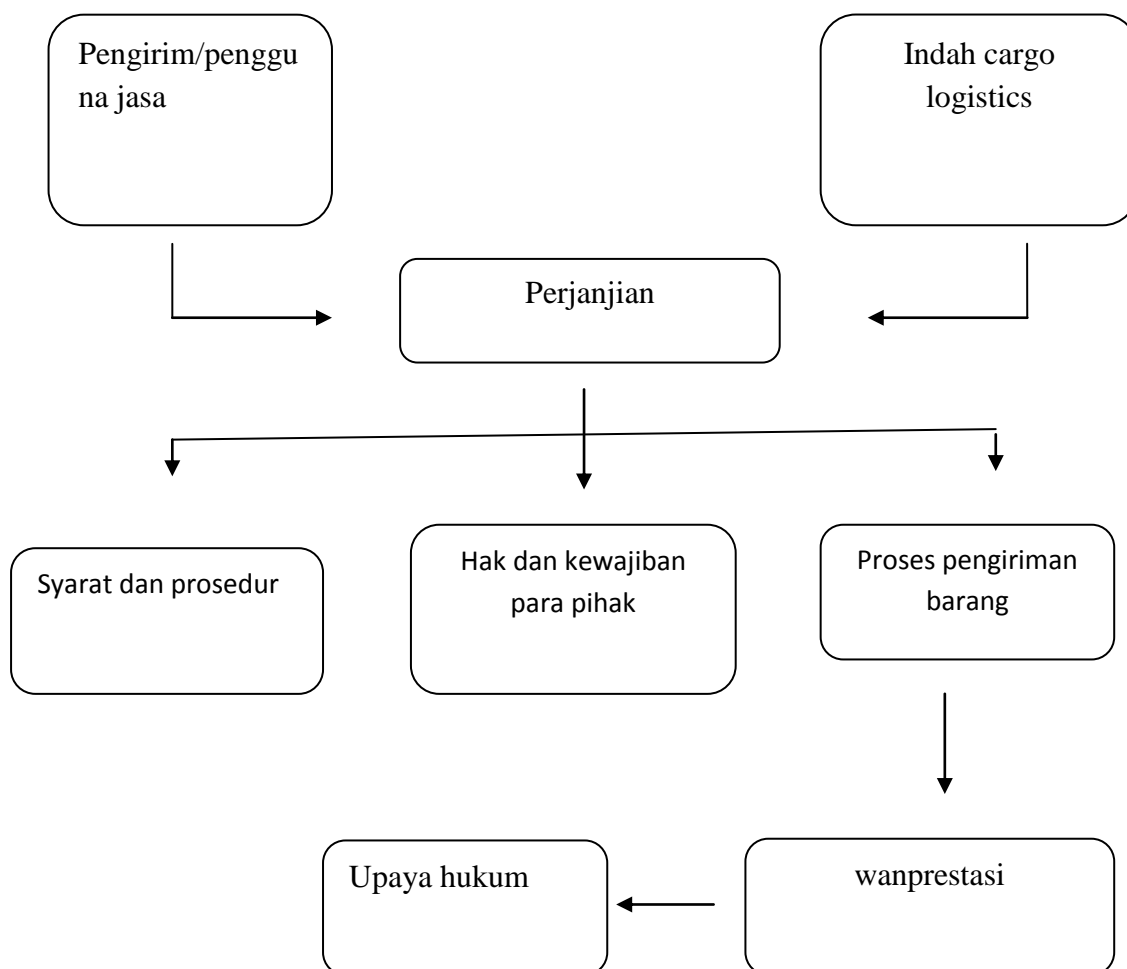 Pengirim/penggu
na jasa
Indah cargo
logistics
Perjanjian
Syarat dan prosedur
Hak dan kewajiban
para pihak
Proses pengiriman
barang
Upaya hukum
wanprestasi